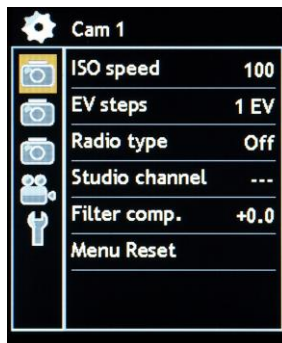 Cam 1
ISO speed 100
EV steps 1 EV
Radio type Off
Studio channel ---
Filter comp. +0.0
Menu Reset